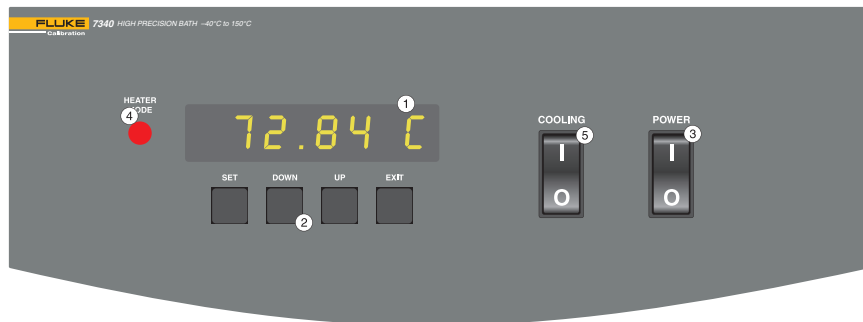 FLUKE 7340 HIGH PRECISION BATH –40°C to 150°C
Calibration
HEATER
MODE
4
72.84 C
1
SET DOWN UP EXIT
2
COOLING
5
I
O
POWER
3
I
O